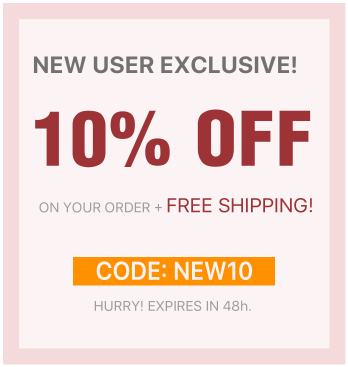 NEW USER EXCLUSIVE!
10% OFF
ON YOUR ORDER + FREE SHIPPING!
CODE: NEW10
HURRY! EXPIRES IN 48h.